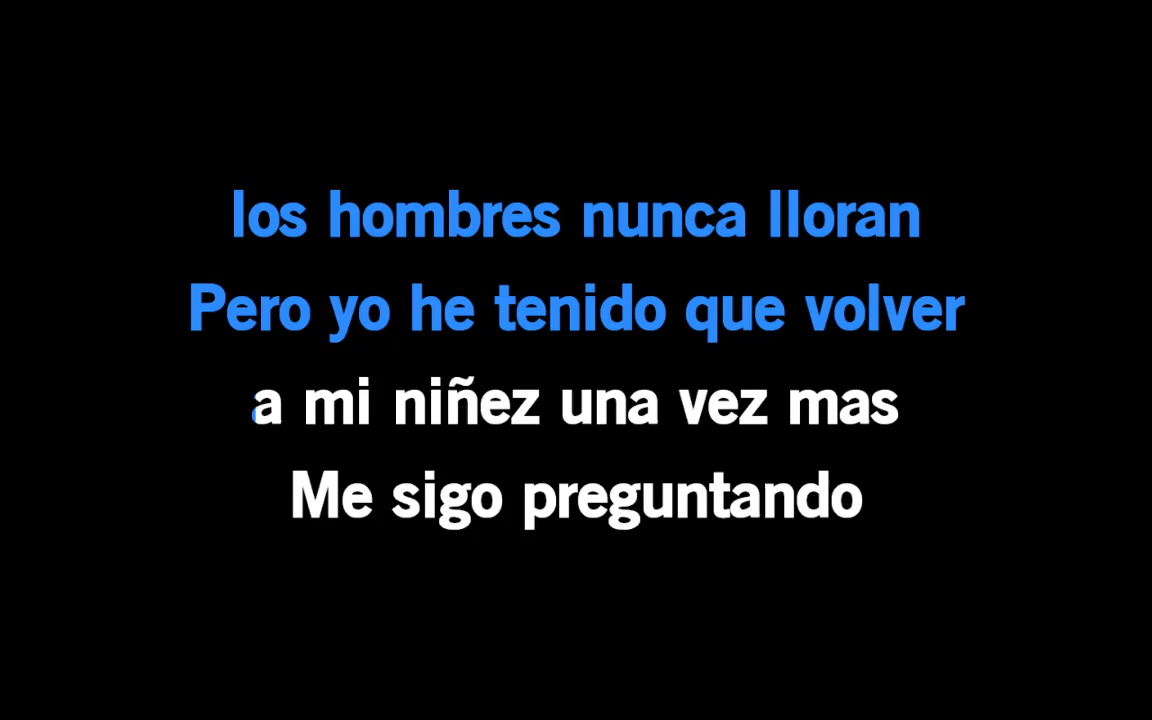 los hombres nunca lloran
Pero yo he tenido que volver
a mi niñez una vez mas
Me sigo preguntando